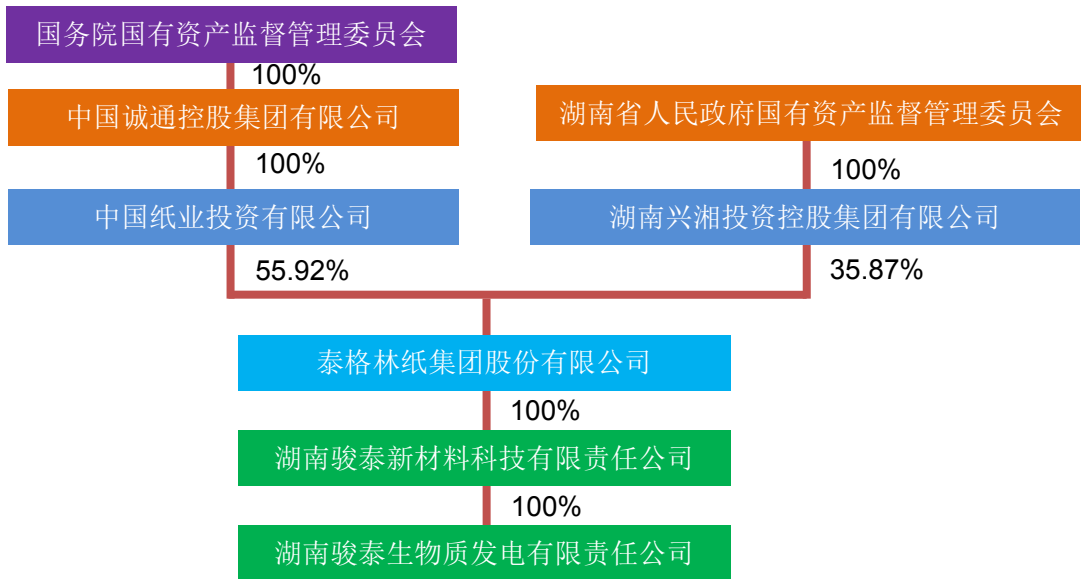 国务院国有资产监督管理委员会
100%
中国诚通控股集团有限公司
湖南省人民政府国有资产监督管理委员会
100%
100%
中国纸业投资有限公司
湖南兴湘投资控股集团有限公司
55.92%
35.87%
泰格林纸集团股份有限公司
100%
湖南骏泰新材料科技有限责任公司
100%
湖南骏泰生物质发电有限责任公司